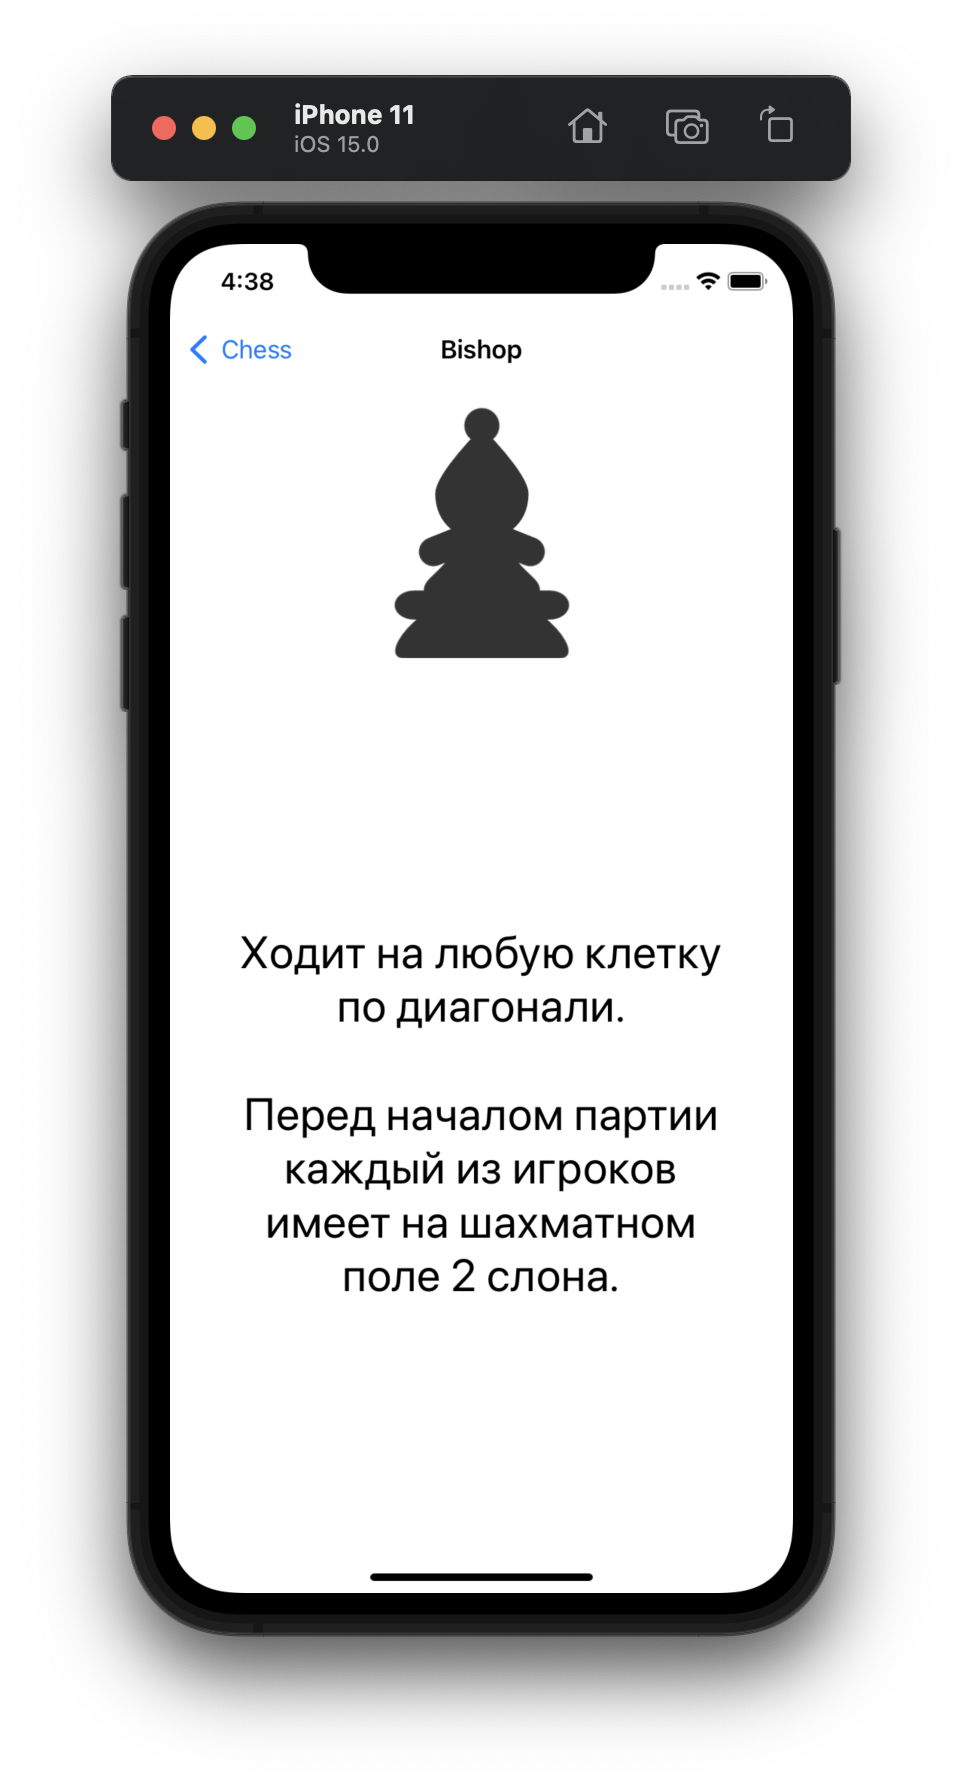 iPhone 11
iOS 15.0
4:38
Chess
Bishop
Ходит на любую клетку
по диагонали.
Перед началом партии
каждый из игроков
имеет на шахматном
поле 2 слона.